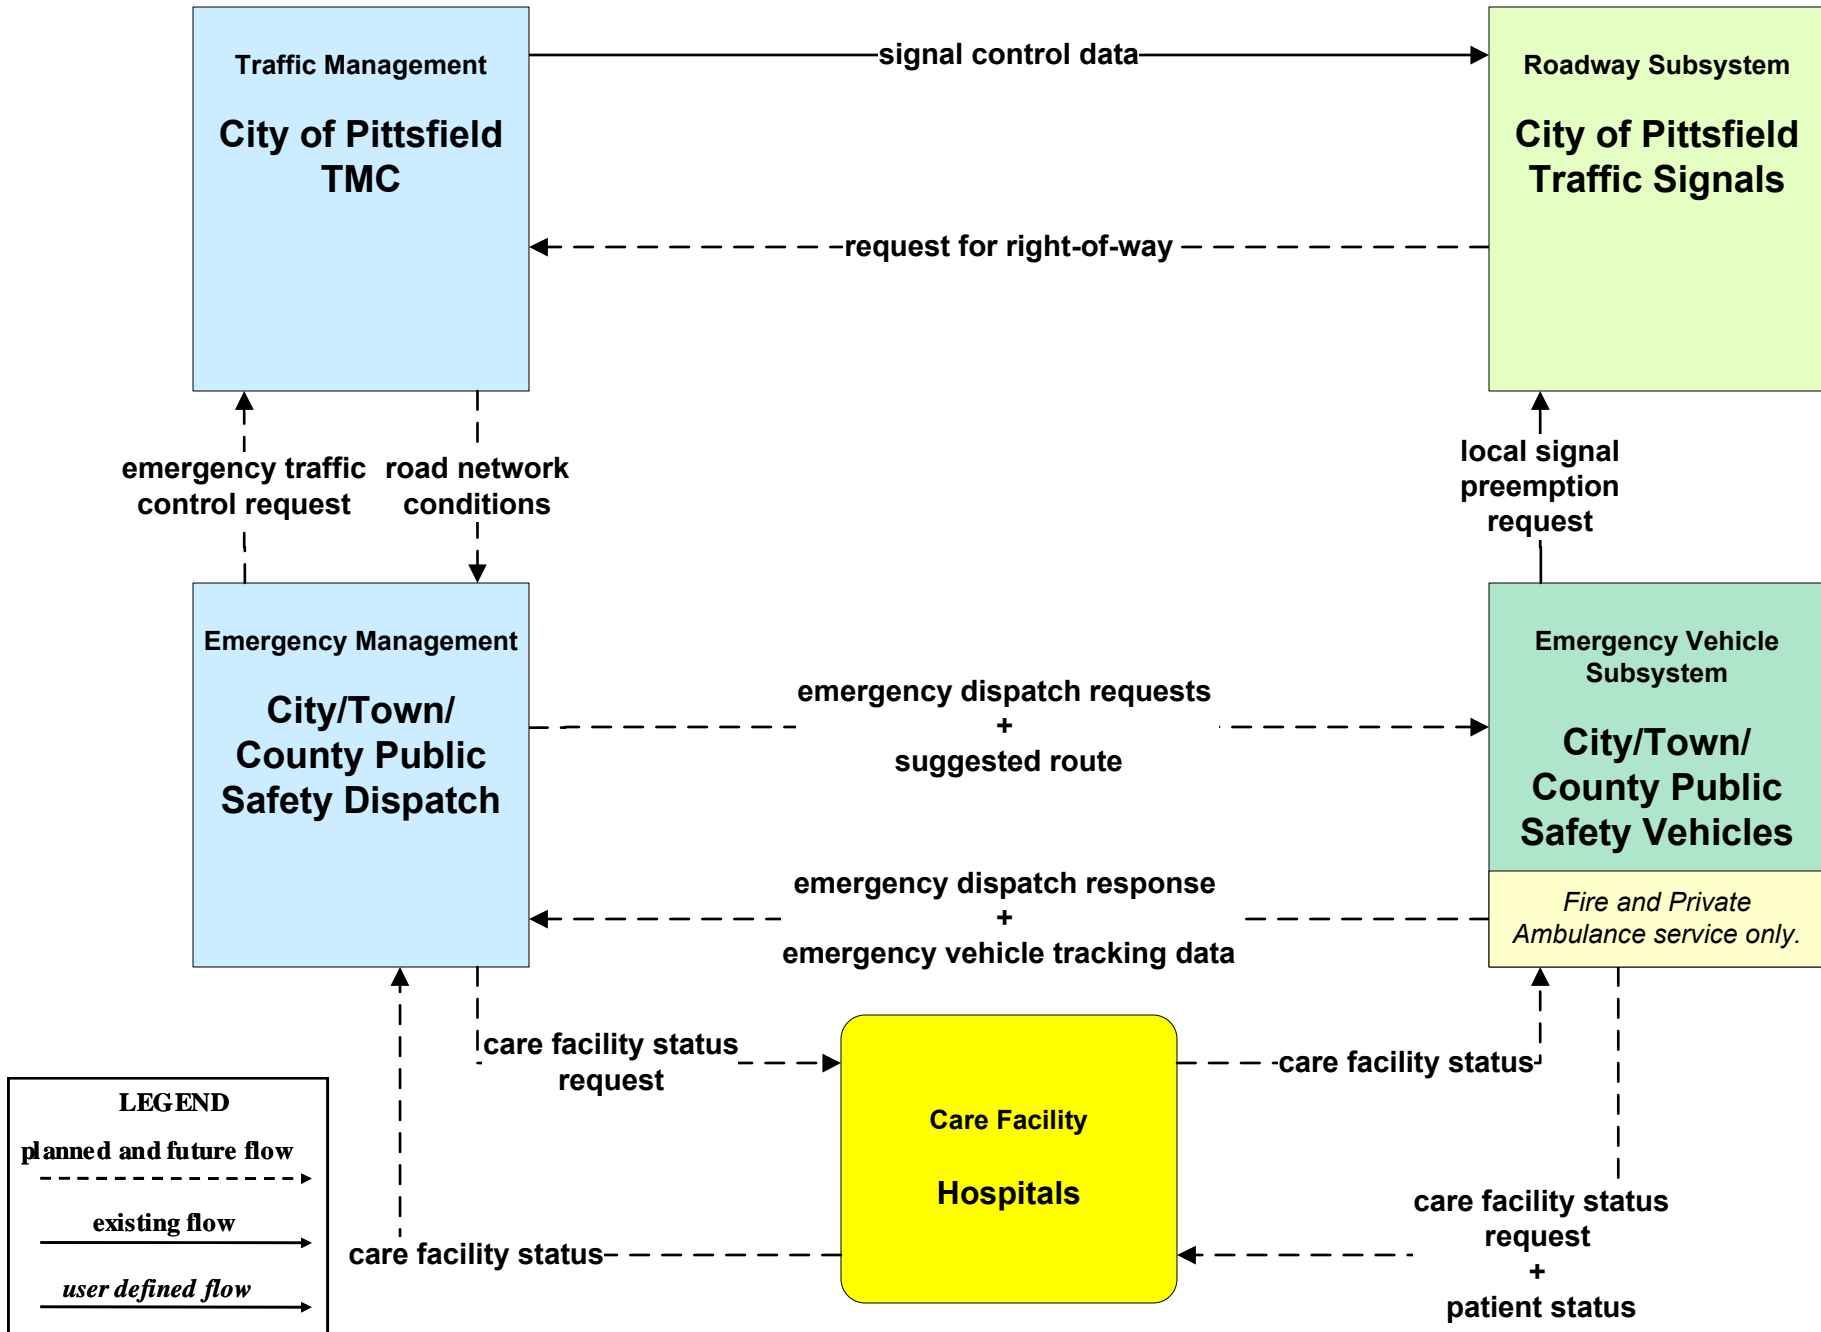 Traffic Management
City of Pittsfield
TMC
signal control data
Roadway Subsystem
City of Pittsfield
Traffic Signals
request for right-of-way
emergency traffic
control request
road network
conditions
local signal
preemption
request
Emergency Management
City/Town/
County Public
Safety Dispatch
emergency dispatch requests
+
suggested route
Emergency Vehicle
Subsystem
City/Town/
County Public
Safety Vehicles
emergency dispatch response
+
emergency vehicle tracking data
Fire and Private
Ambulance service only.
care facility status
request
care facility status
Care Facility
Hospitals
care facility status
care facility status
request
+
patient status
LEGEND
planned and future flow
existing flow
user defined flow